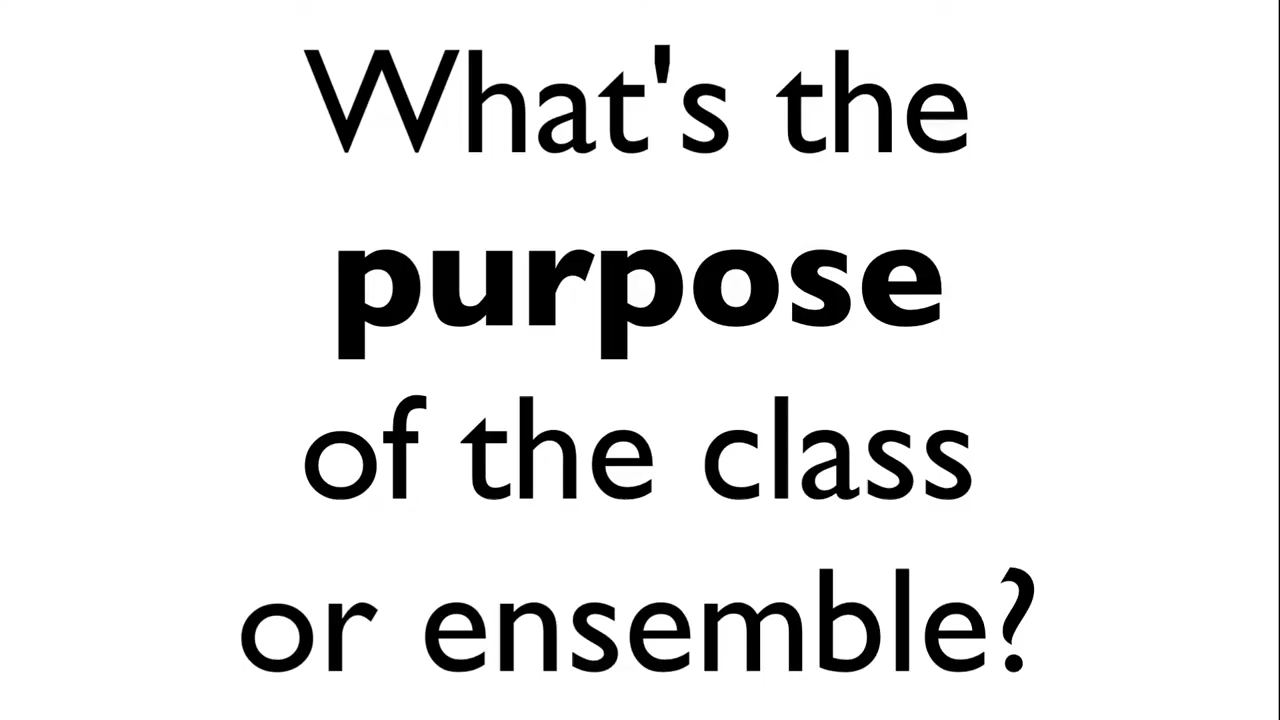 What's the
purpose
of the class
or ensemble?